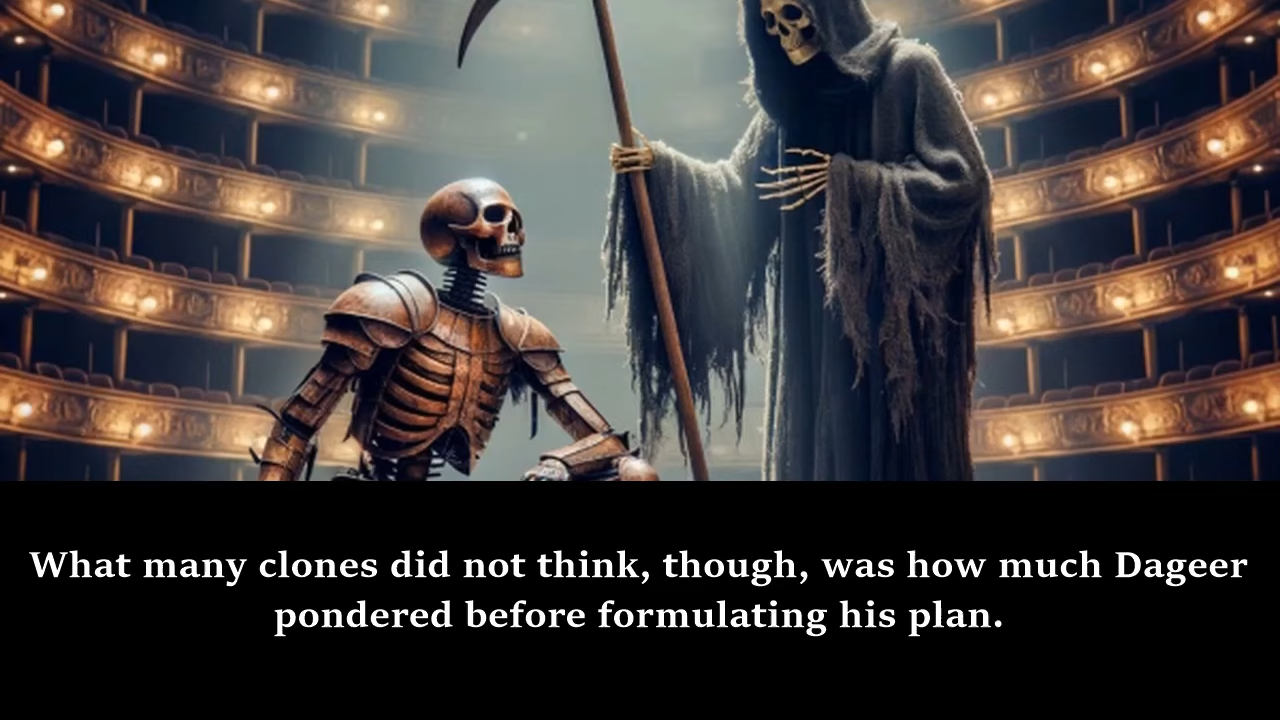 What many clones did not think, though, was how much Dageer
pondered before formulating his plan.